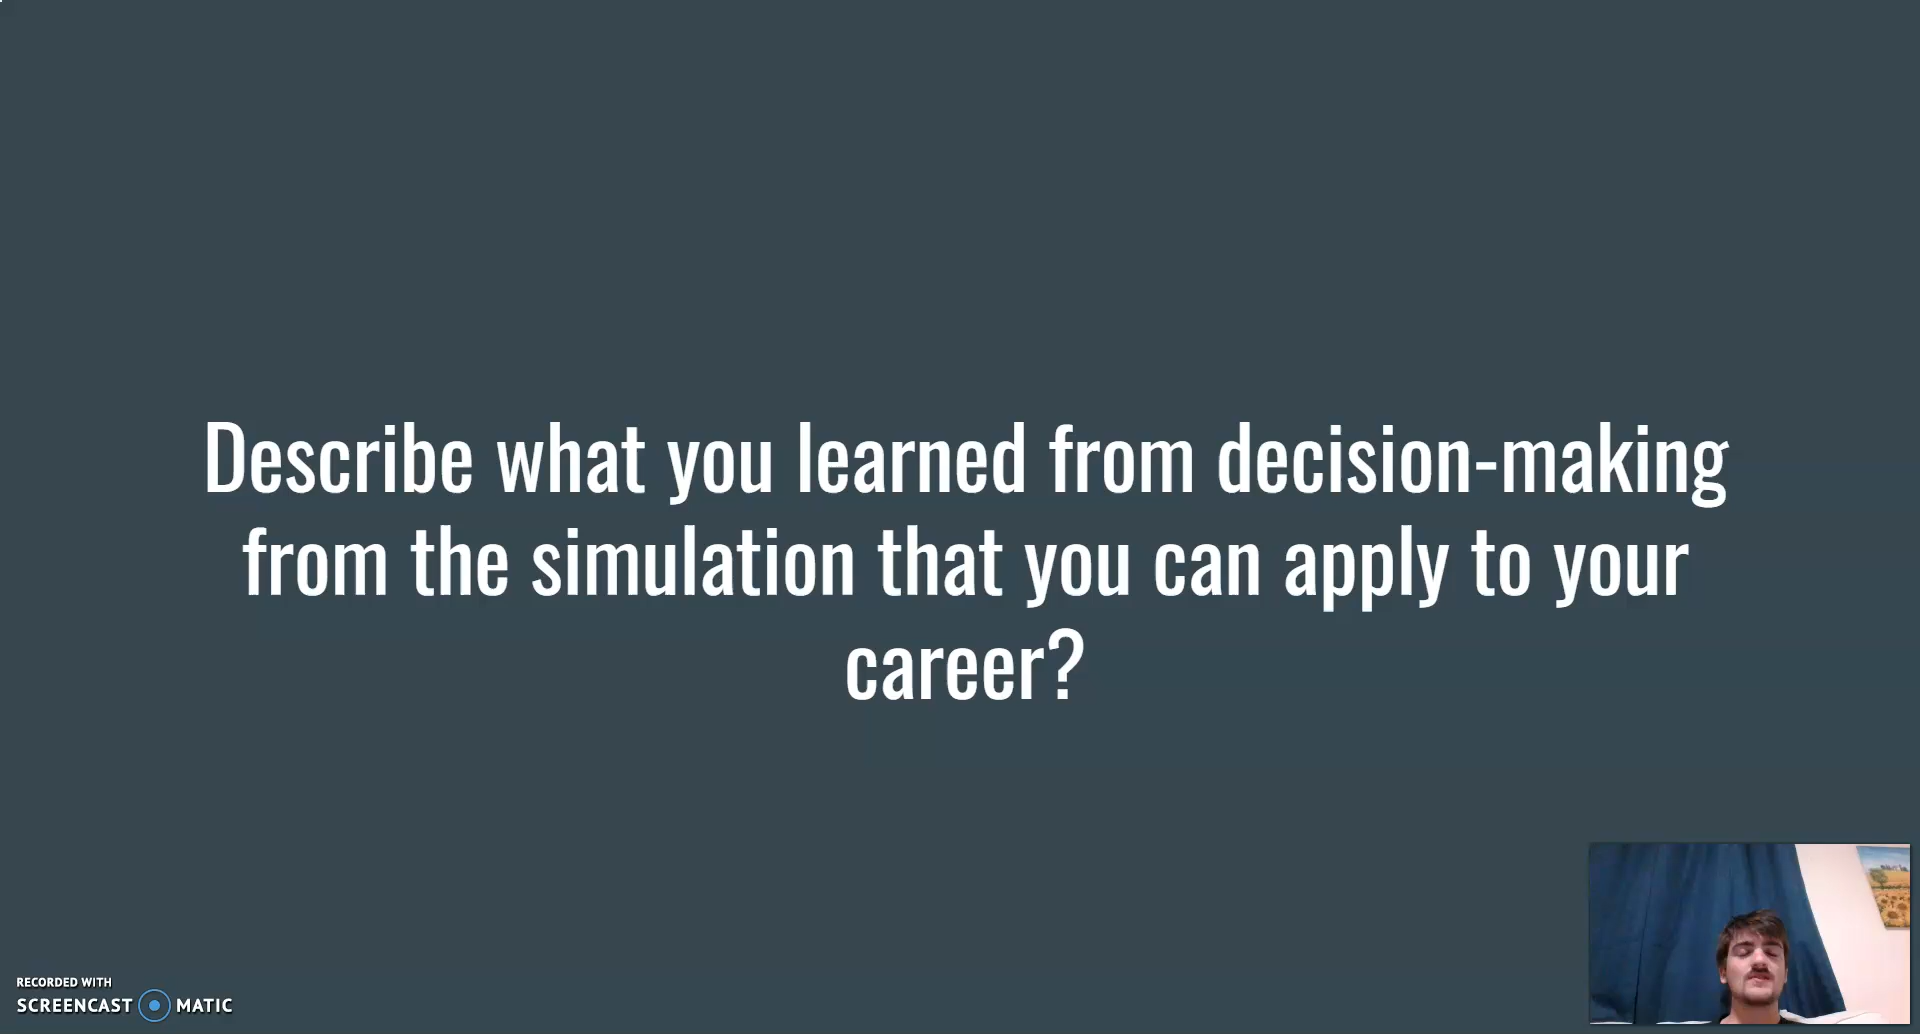 Describe what you learned from decision-making
from the simulation that you can apply to your
career?
RECORDED WITH
SCREENCAST MATIC